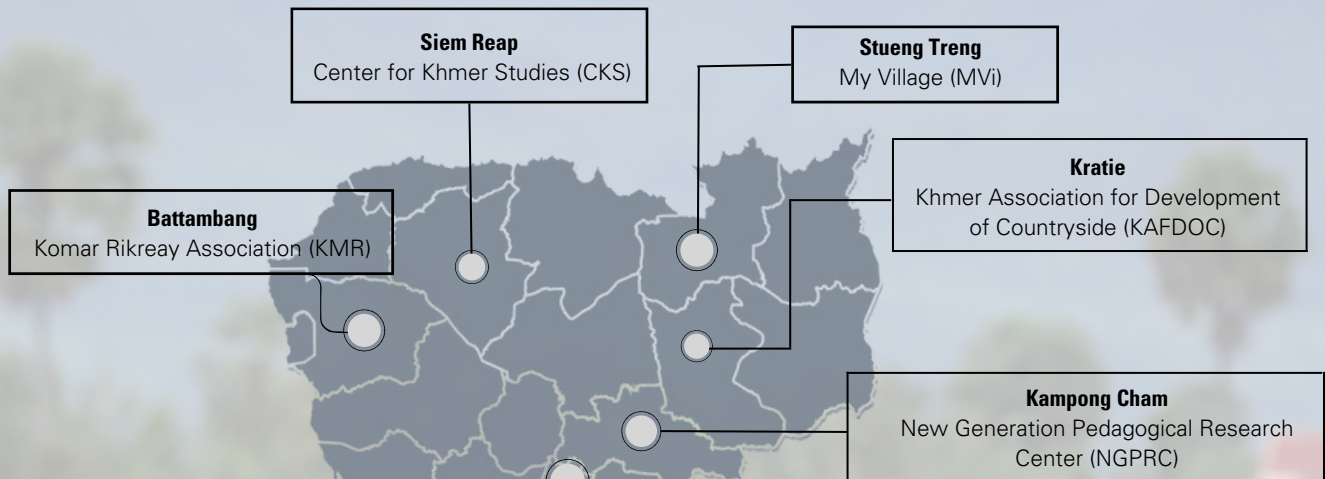 Siem Reap
Center for Khmer Studies (CKS)
Stueng Treng
My Village (MVi)
Kratie
Khmer Association for Development
of Countryside (KAFDOC)
Battambang
Komar Rikreay Association (KMR)
Kampong Cham
New Generation Pedagogical Research
Center (NGPRC)